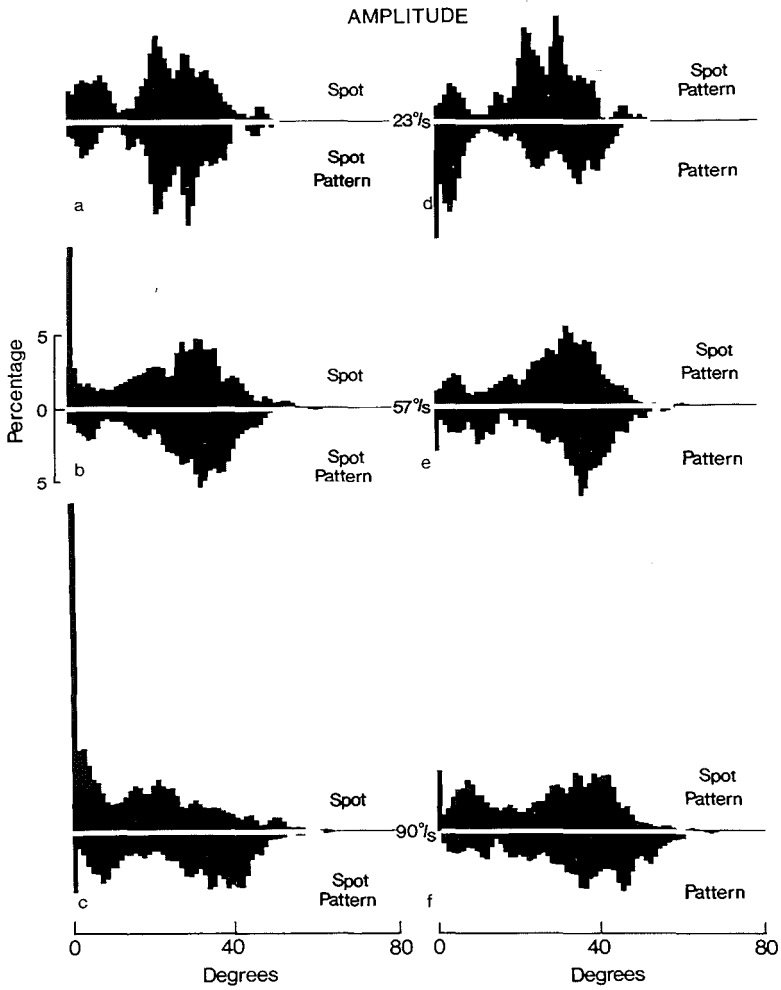 AMPLITUDE
Spot
Spot
Pattern
a
23°/s
Spot
Pattern
Pattern
d
Percentage
5
0
5
Spot
Spot
Pattern
b
57°/s
Spot
Pattern
Pattern
e
Spot
Spot
Pattern
c
90°/s
Spot
Pattern
Pattern
f
0
40
80
Degrees
0
40
80
Degrees